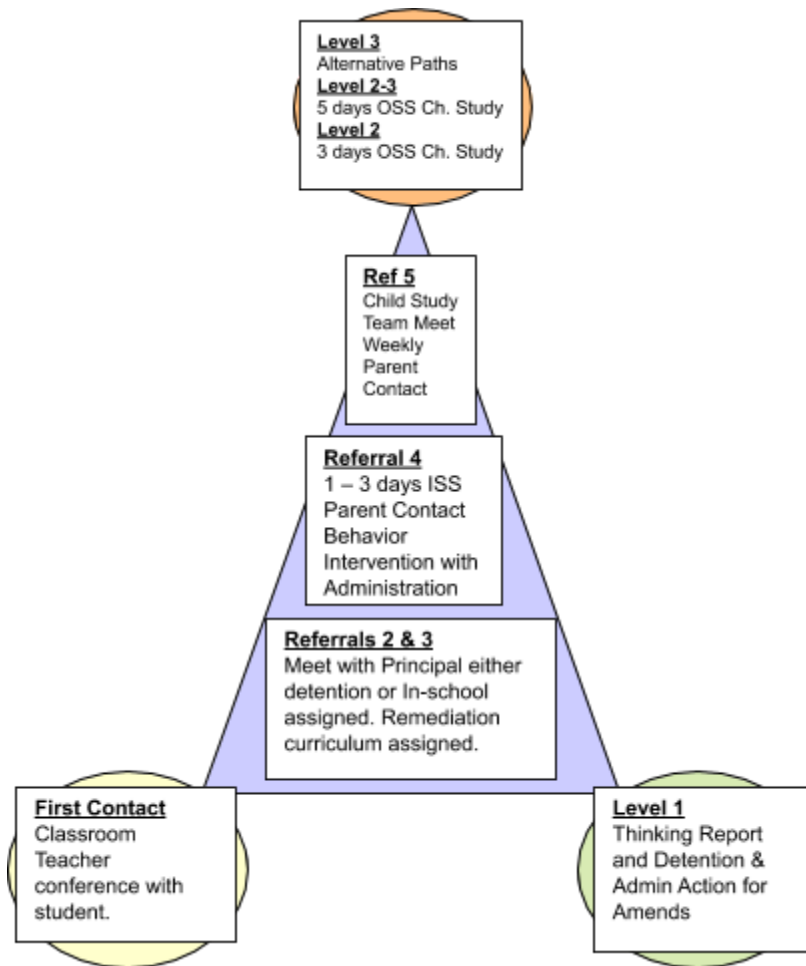 Level 3
Alternative Paths
Level 2-3
5 days OSS Ch. Study
Level 2
3 days OSS Ch. Study
Ref 5
Child Study
Team Meet
Weekly
Parent
Contact
Referral 4
1 – 3 days ISS
Parent Contact
Behavior
Intervention with
Administration
Referrals 2 & 3
Meet with Principal either
detention or In-school
assigned. Remediation
curriculum assigned.
First Contact
Classroom
Teacher
conference with
student.
Level 1
Thinking Report
and Detention &
Admin Action for
Amends